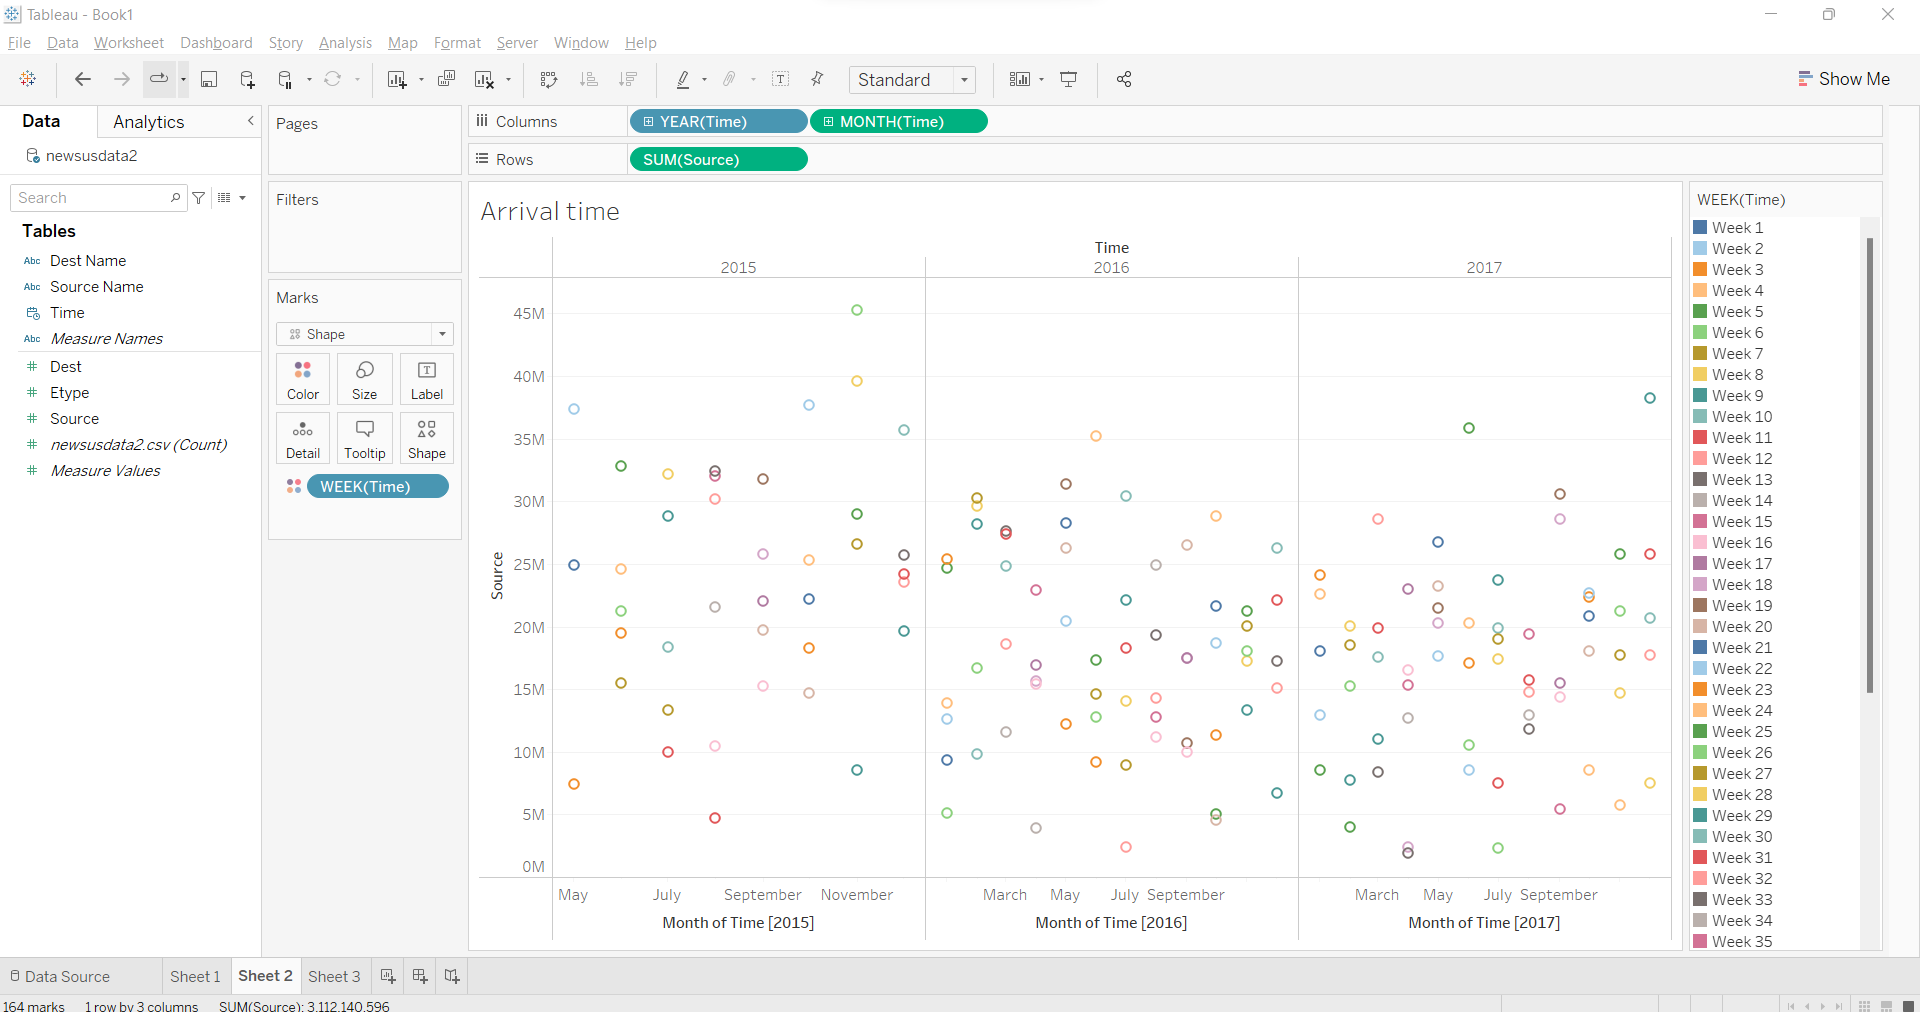 Tableau - Book1
File Data Worksheet Dashboard Story Analysis Map Format Server Window Help
Standard
Show Me
Data Analytics
newsusdata2
Search
Tables
Abc Dest Name
Abc Source Name
Time
Abc Measure Names
Dest
Etype
Source
newsusdata2.csv (Count)
Measure Values
Pages
Filters
Marks
Shape
Color Size Label
Detail Tooltip Shape
WEEK(Time)
Columns YEAR(Time) MONTH(Time)
Rows SUM(Source)
Arrival time
Time
2015 2016 2017
45M
40M
35M
30M
25M
20M
15M
10M
5M
0M
Source
May July September November March May July September March May July September
Month of Time [2015] Month of Time [2016] Month of Time [2017]
WEEK(Time)
Week 1
Week 2
Week 3
Week 4
Week 5
Week 6
Week 7
Week 8
Week 9
Week 10
Week 11
Week 12
Week 13
Week 14
Week 15
Week 16
Week 17
Week 18
Week 19
Week 20
Week 21
Week 22
Week 23
Week 24
Week 25
Week 26
Week 27
Week 28
Week 29
Week 30
Week 31
Week 32
Week 33
Week 34
Week 35
Data Source Sheet 1 Sheet 2 Sheet 3
164 marks 1 row by 3 columns SUM(Source): 3,112,140,596